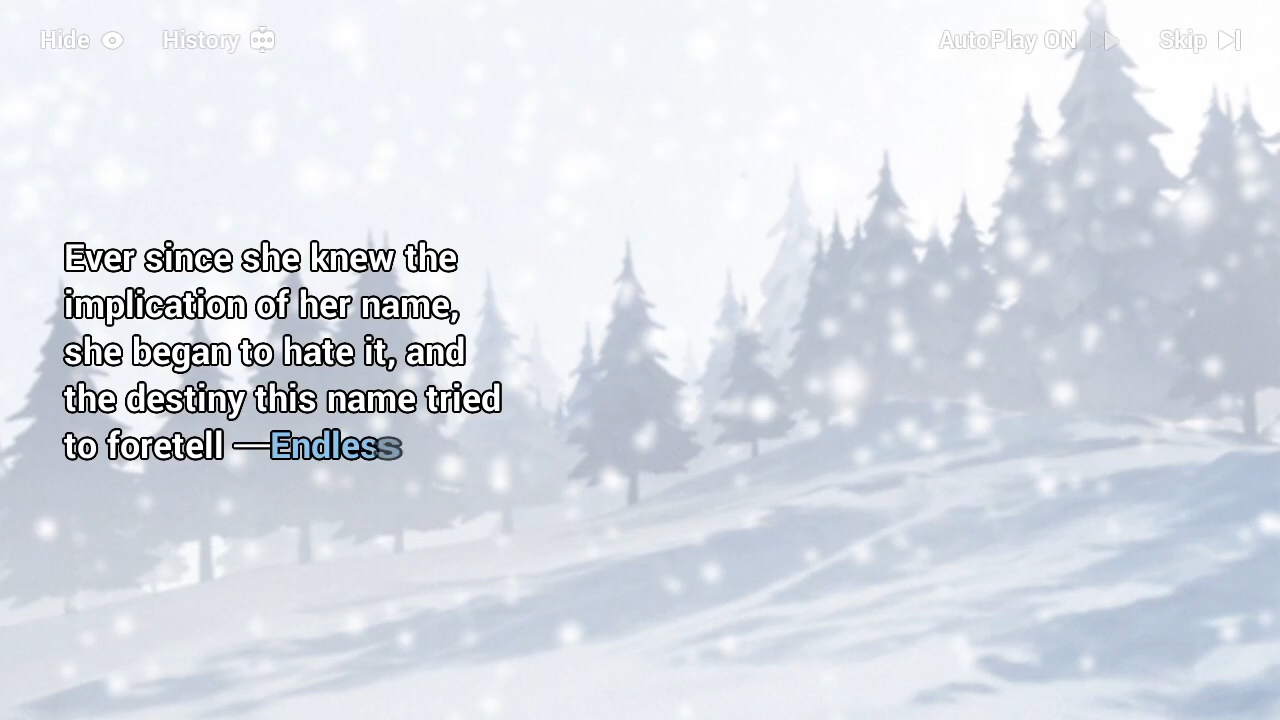 Hide
History
AutoPlay ON
Skip
Ever since she knew the
implication of her name,
she began to hate it, and
the destiny this name tried
to foretell —Endless